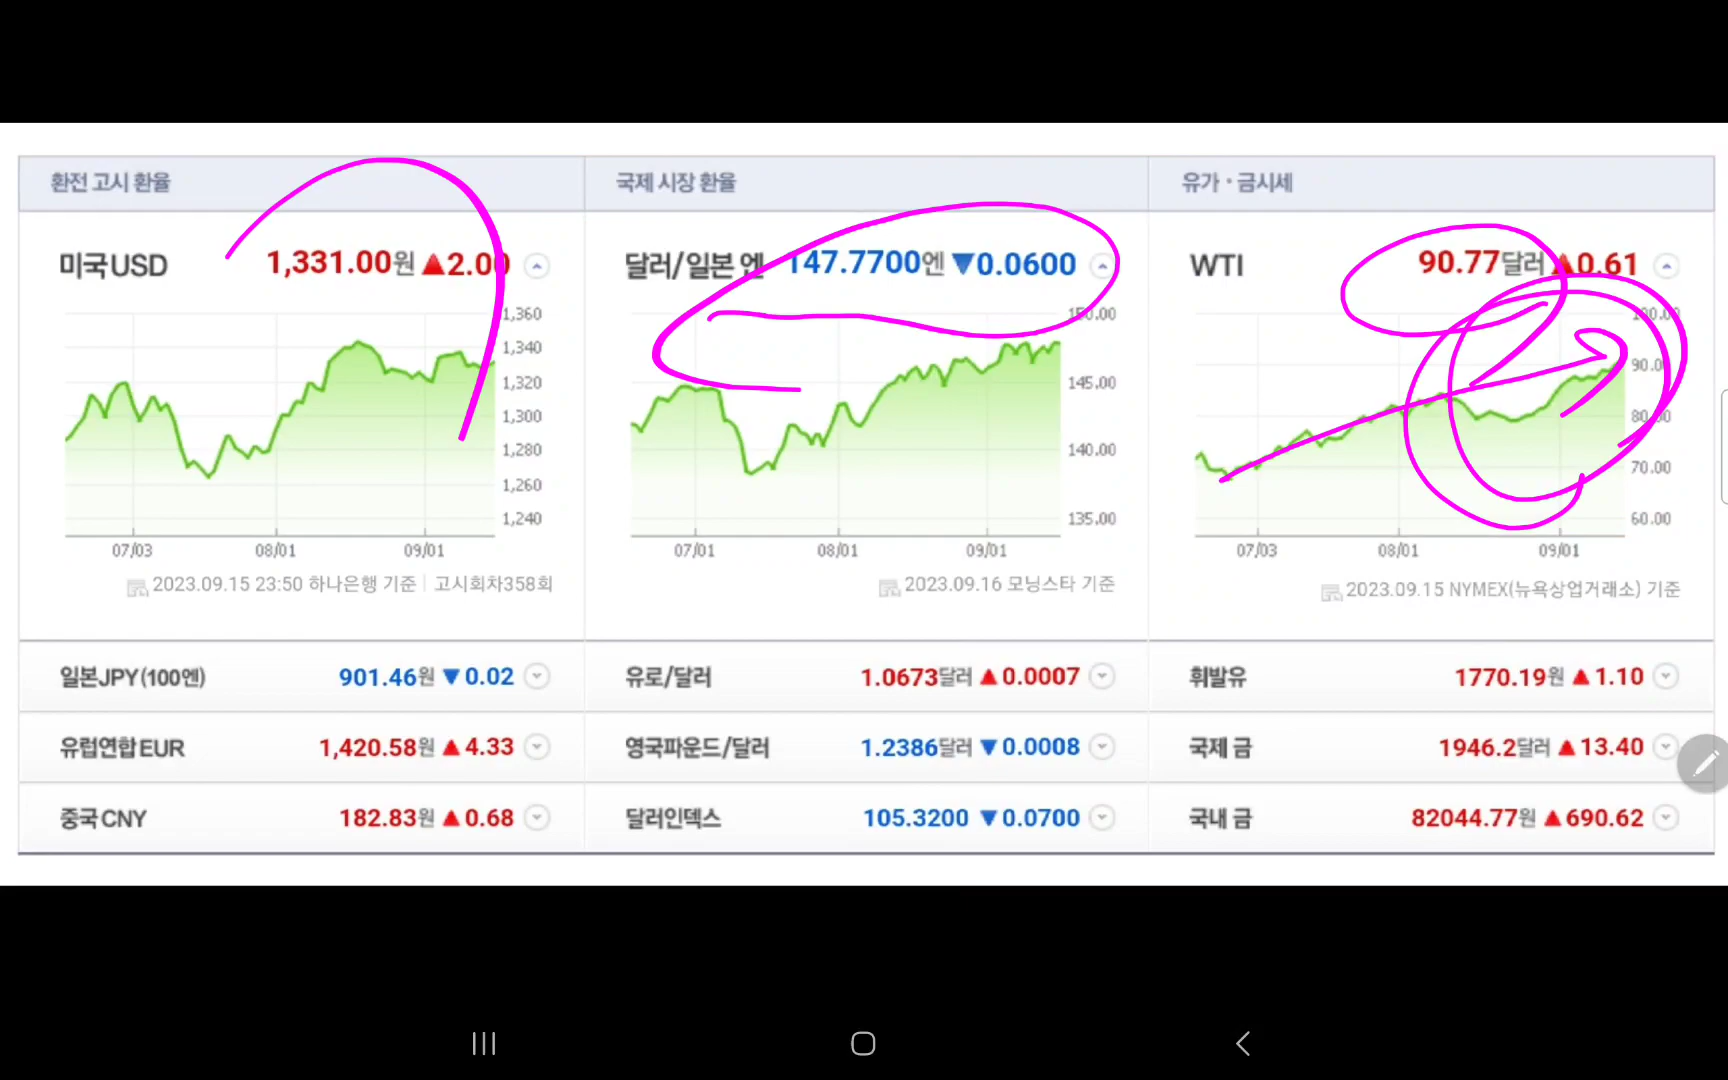 환전 고시 환율
국제 시장 환율
유가·금시세
미국 USD 1,331.00원 ▲2.00
1,360
1,340
1,320
1,300
1,280
1,260
1,240
07/03 08/01 09/01
2023.09.15 23:50 하나은행 기준 | 고시회차358회
달러/일본 엔 147.7700엔 ▼0.0600
150.00
145.00
140.00
135.00
07/01 08/01 09/01
2023.09.16 모닝스타 기준
WTI 90.77달러 ▲0.61
100.00
90.00
80.00
70.00
60.00
07/03 08/01 09/01
2023.09.15 NYMEX(뉴욕상업거래소) 기준
일본 JPY(100엔) 901.46원 ▼0.02
유럽연합 EUR 1,420.58원 ▲4.33
중국 CNY 182.83원 ▲0.68
유로/달러 1.0673달러 ▲0.0007
영국파운드/달러 1.2386달러 ▼0.0008
달러인덱스 105.3200 ▼0.0700
휘발유 1770.19원 ▲1.10
국제 금 1946.2달러 ▲13.40
국내 금 82044.77원 ▲690.62